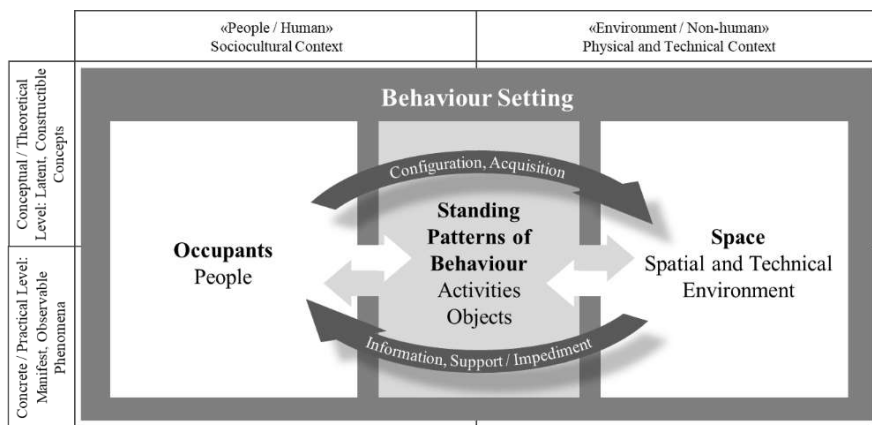 «People / Human»
Sociocultural Context
«Environment / Non-human»
Physical and Technical Context
Conceptual / Theoretical
Level: Latent, Constructible
Concepts
Concrete / Practical Level:
Manifest, Observable
Phenomena
Behaviour Setting
Configuration, Acquisition
Occupants
People
Standing
Patterns of
Behaviour
Activities
Objects
Space
Spatial and Technical
Environment
Information, Support / Impediment